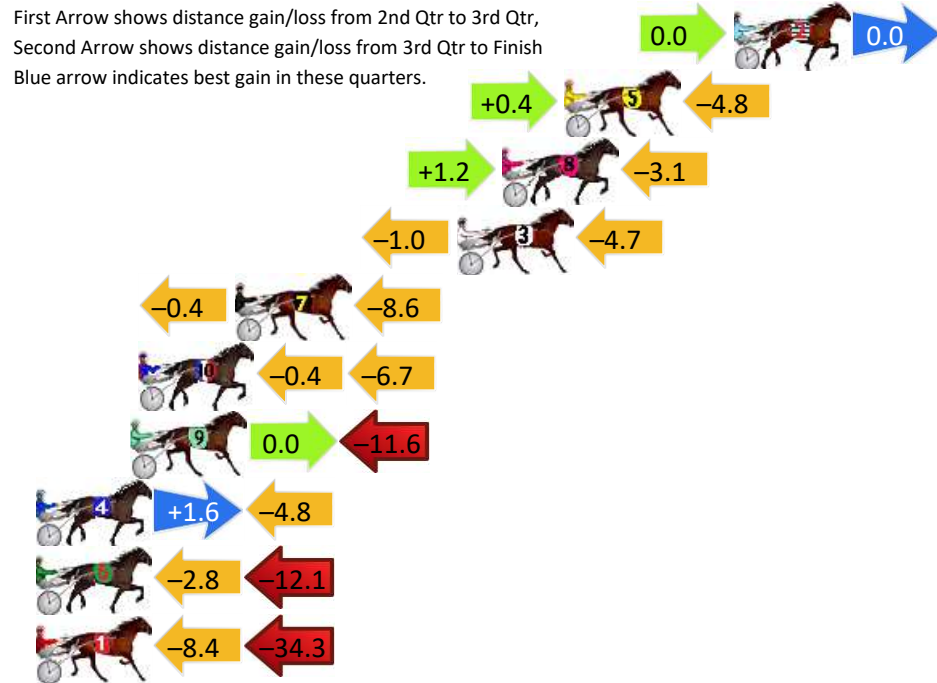 First Arrow shows distance gain/loss from 2nd Qtr to 3rd Qtr,
Second Arrow shows distance gain/loss from 3rd Qtr to Finish
Blue arrow indicates best gain in these quarters.
0.0 2 0.0
+0.4 5 –4.8
+1.2 8 –3.1
–1.0 3 –4.7
–0.4 7 –8.6
10 –0.4 –6.7
9 0.0 –11.6
4 +1.6 –4.8
6 –2.8 –12.1
1 –8.4 –34.3